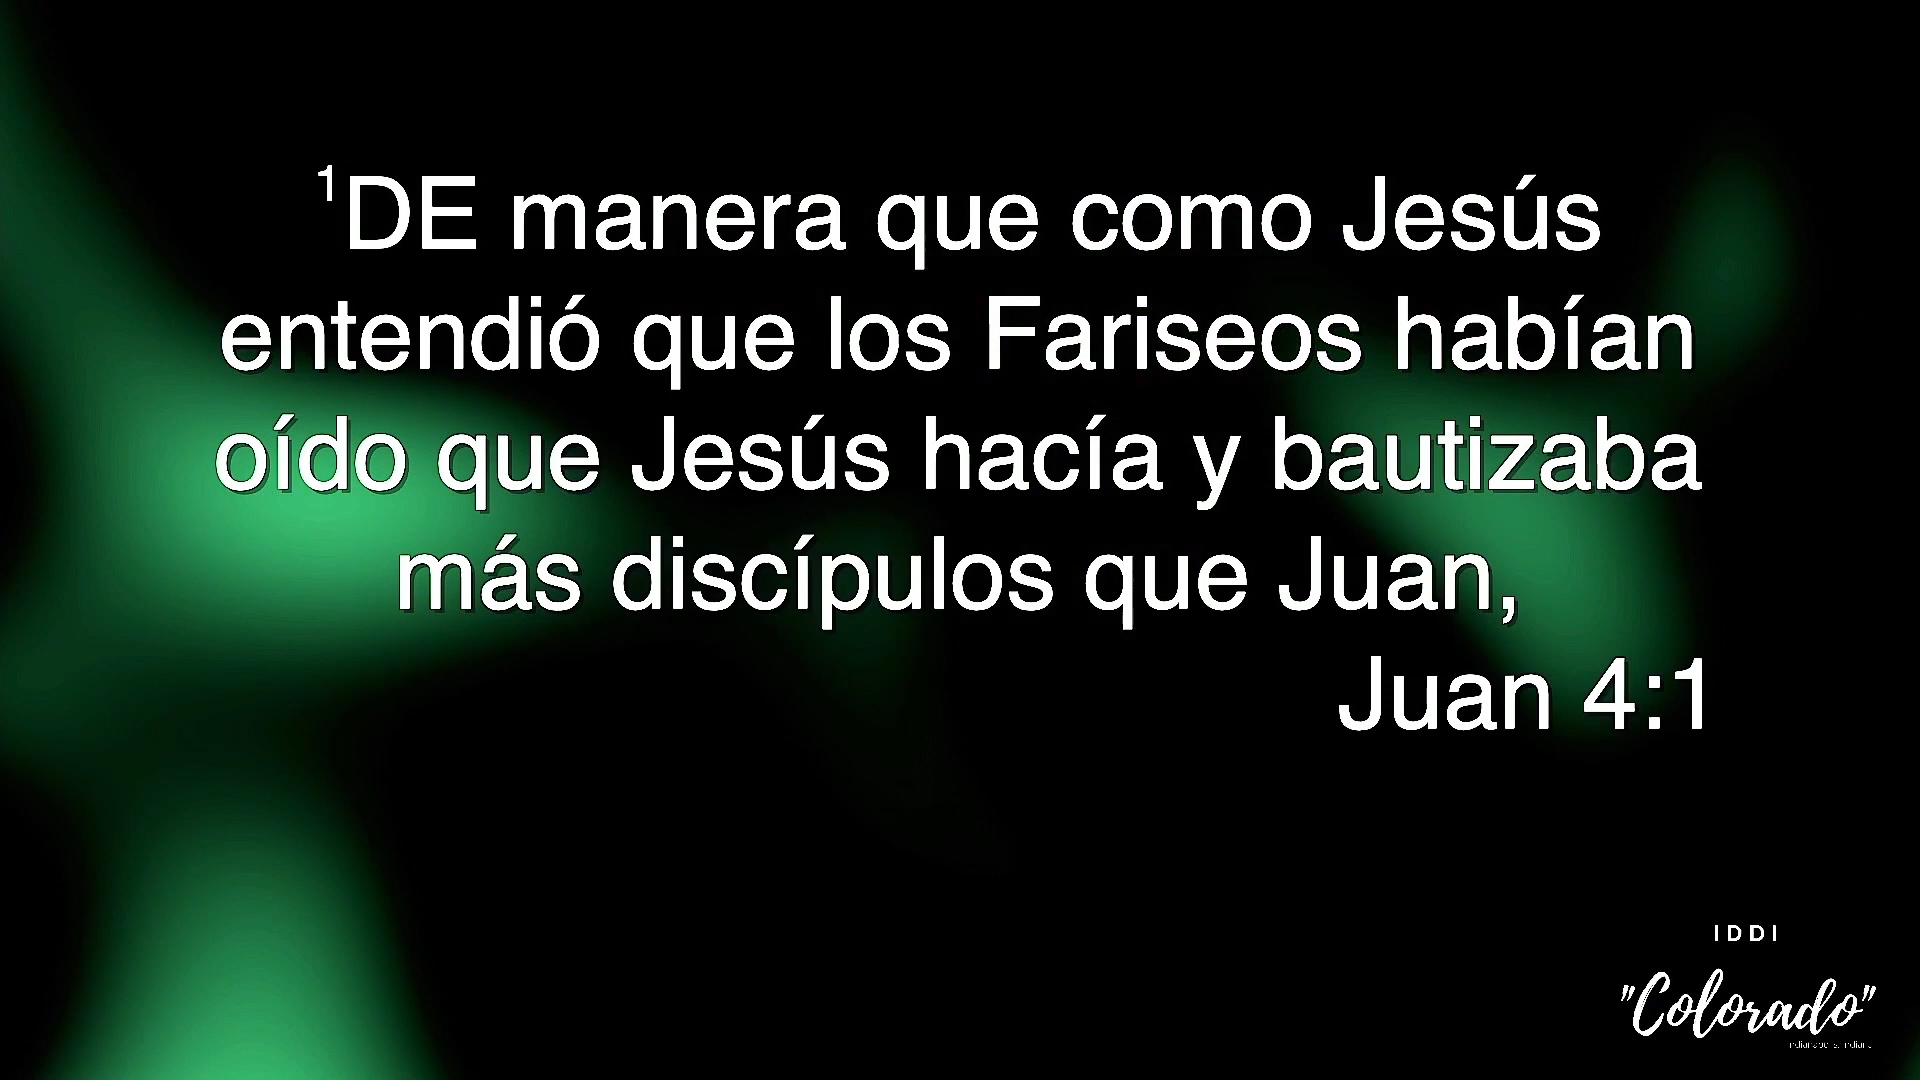 1DE manera que como Jesús
entendió que los Fariseos habían
oído que Jesús hacía y bautizaba
más discípulos que Juan,
Juan 4:1
IDDI
"Colorado"